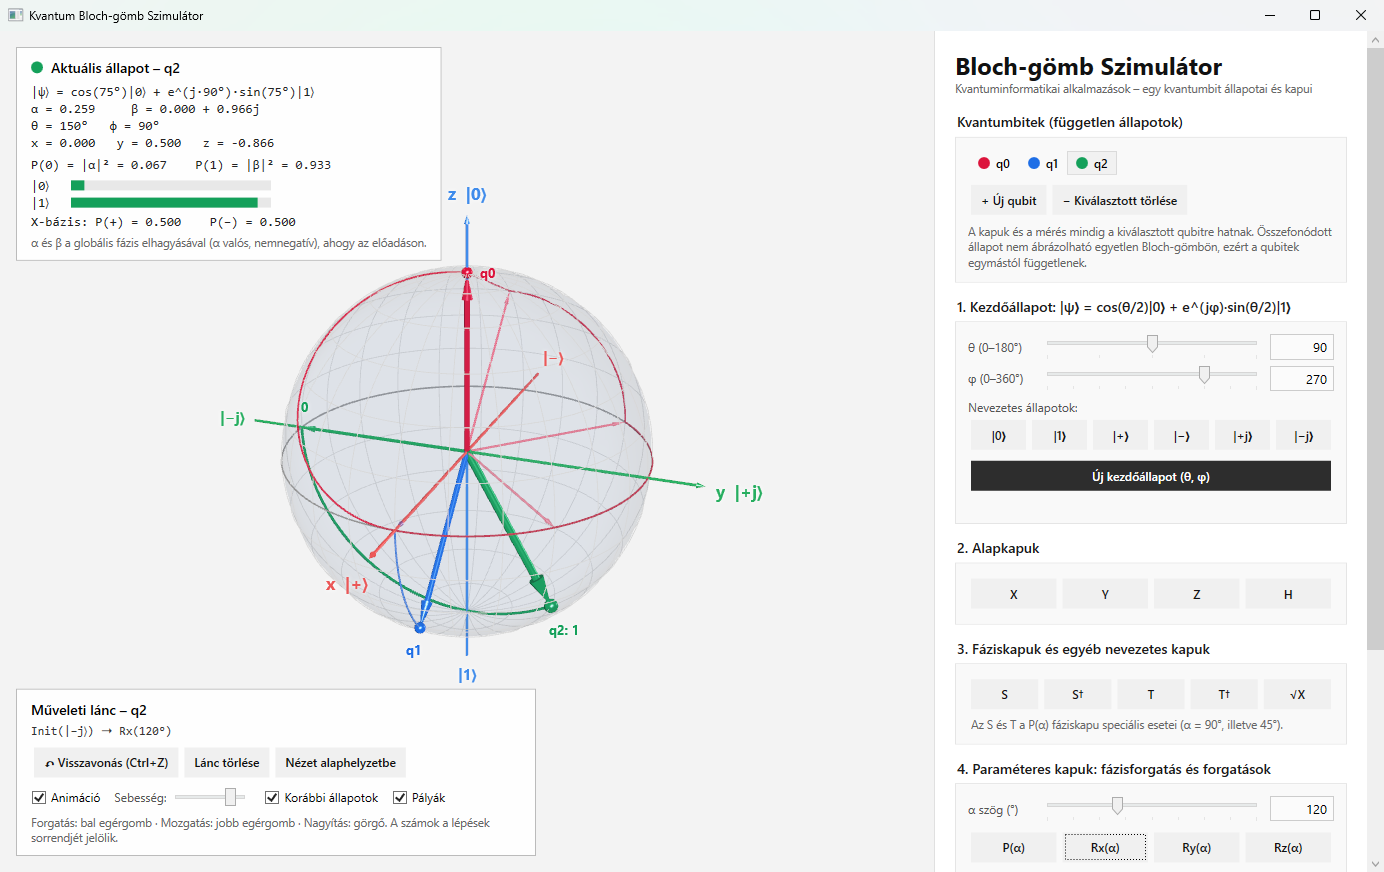 Kvantum Bloch-gömb Szimulátor
Aktuális állapot – q2
|ψ⟩ = cos(75°)|0⟩ + e^(j·90°)·sin(75°)|1⟩
α = 0.259 β = 0.000 + 0.966j
θ = 150° ϕ = 90°
x = 0.000 y = 0.500 z = -0.866
P(0) = |α|² = 0.067 P(1) = |β|² = 0.933
|0⟩
|1⟩
X-bázis: P(+) = 0.500 P(−) = 0.500
α és β a globális fázis elhagyásával (α valós, nemnegatív), ahogy az előadáson.
z |0⟩
q0
|−⟩
0
|−j⟩
y |+j⟩
x |+⟩
q2: 1
q1
|1⟩
Műveleti lánc – q2
Init(|−j⟩) → Rx(120°)
↶ Visszavonás (Ctrl+Z)
Lánc törlése
Nézet alaphelyzetbe
Animáció
Sebesség:
Korábbi állapotok
Pályák
Forgatás: bal egérgomb · Mozgatás: jobb egérgomb · Nagyítás: görgő. A számok a lépések
sorrendjét jelölik.
Bloch-gömb Szimulátor
Kvantuminformatikai alkalmazások – egy kvantumbit állapotai és kapui
Kvantumbitek (független állapotok)
q0
q1
q2
+ Új qubit
− Kiválasztott törlése
A kapuk és a mérés mindig a kiválasztott qubitre hatnak. Összefonódott
állapot nem ábrázolható egyetlen Bloch-gömbön, ezért a qubitek
egymástól függetlenek.
1. Kezdőállapot: |ψ⟩ = cos(θ/2)|0⟩ + e^(jφ)·sin(θ/2)|1⟩
θ (0–180°)
90
φ (0–360°)
270
Nevezetes állapotok:
|0⟩
|1⟩
|+⟩
|−⟩
|+j⟩
|−j⟩
Új kezdőállapot (θ, φ)
2. Alapkapuk
X
Y
Z
H
3. Fáziskapuk és egyéb nevezetes kapuk
S
S†
T
T†
√X
Az S és T a P(α) fáziskapu speciális esetei (α = 90°, illetve 45°).
4. Paraméteres kapuk: fázisforgatás és forgatások
α szög (°)
120
P(α)
Rx(α)
Ry(α)
Rz(α)